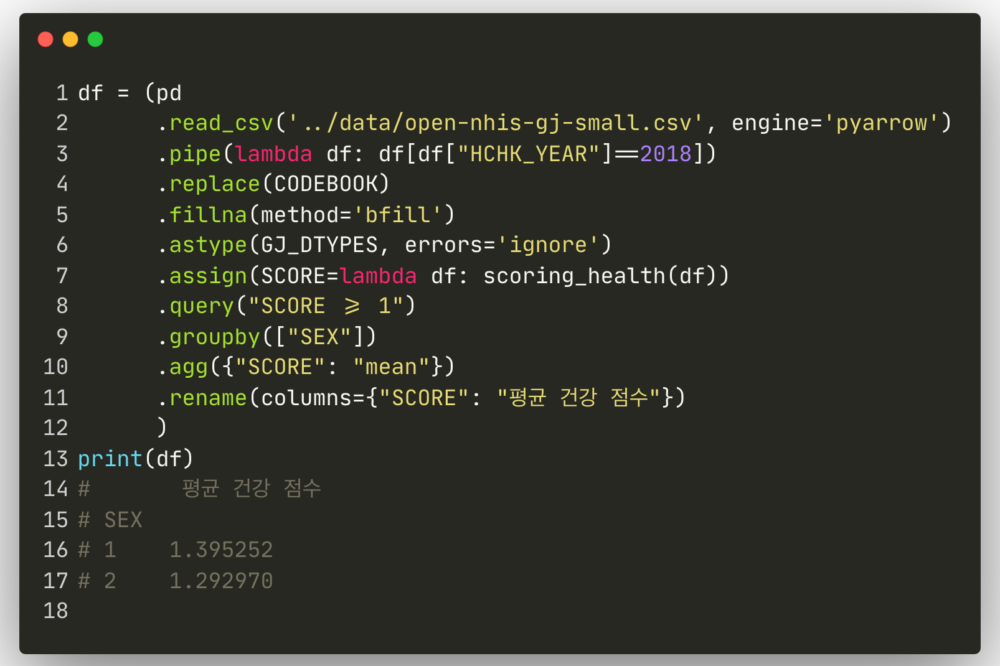 1 df = (pd
2       .read_csv('../data/open-nhis-gj-small.csv', engine='pyarrow')
3       .pipe(lambda df: df[df["HCHK_YEAR"]==2018])
4       .replace(CODEBOOK)
5       .fillna(method='bfill')
6       .astype(GJ_DTYPES, errors='ignore')
7       .assign(SCORE=lambda df: scoring_health(df))
8       .query("SCORE >= 1")
9       .groupby(["SEX"])
10       .agg({"SCORE": "mean"})
11       .rename(columns={"SCORE": "평균 건강 점수"})
12       )
13 print(df)
14 #       평균 건강 점수
15 # SEX
16 # 1    1.395252
17 # 2    1.292970
18